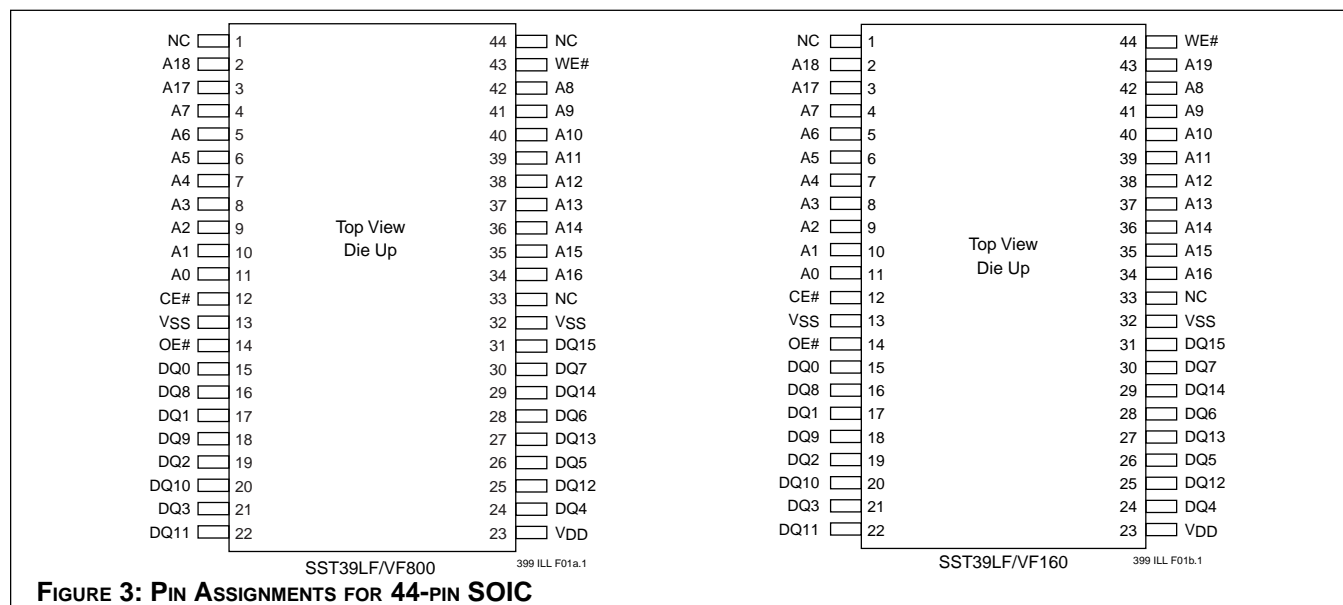 NC 1 44 NC
A18 2 43 WE#
A17 3 42 A8
A7 4 41 A9
A6 5 40 A10
A5 6 39 A11
A4 7 38 A12
A3 8 37 A13
A2 9 36 A14
A1 10 35 A15
A0 11 34 A16
CE# 12 33 NC
VSS 13 32 VSS
OE# 14 31 DQ15
DQ0 15 30 DQ7
DQ8 16 29 DQ14
DQ1 17 28 DQ6
DQ9 18 27 DQ13
DQ2 19 26 DQ5
DQ10 20 25 DQ12
DQ3 21 24 DQ4
DQ11 22 23 VDD
Top View
Die Up
SST39LF/VF800
399 ILL F01a.1
NC 1 44 WE#
A18 2 43 A19
A17 3 42 A8
A7 4 41 A9
A6 5 40 A10
A5 6 39 A11
A4 7 38 A12
A3 8 37 A13
A2 9 36 A14
A1 10 35 A15
A0 11 34 A16
CE# 12 33 NC
VSS 13 32 VSS
OE# 14 31 DQ15
DQ0 15 30 DQ7
DQ8 16 29 DQ14
DQ1 17 28 DQ6
DQ9 18 27 DQ13
DQ2 19 26 DQ5
DQ10 20 25 DQ12
DQ3 21 24 DQ4
DQ11 22 23 VDD
Top View
Die Up
SST39LF/VF160
399 ILL F01b.1
FIGURE 3: PIN ASSIGNMENTS FOR 44-PIN SOIC